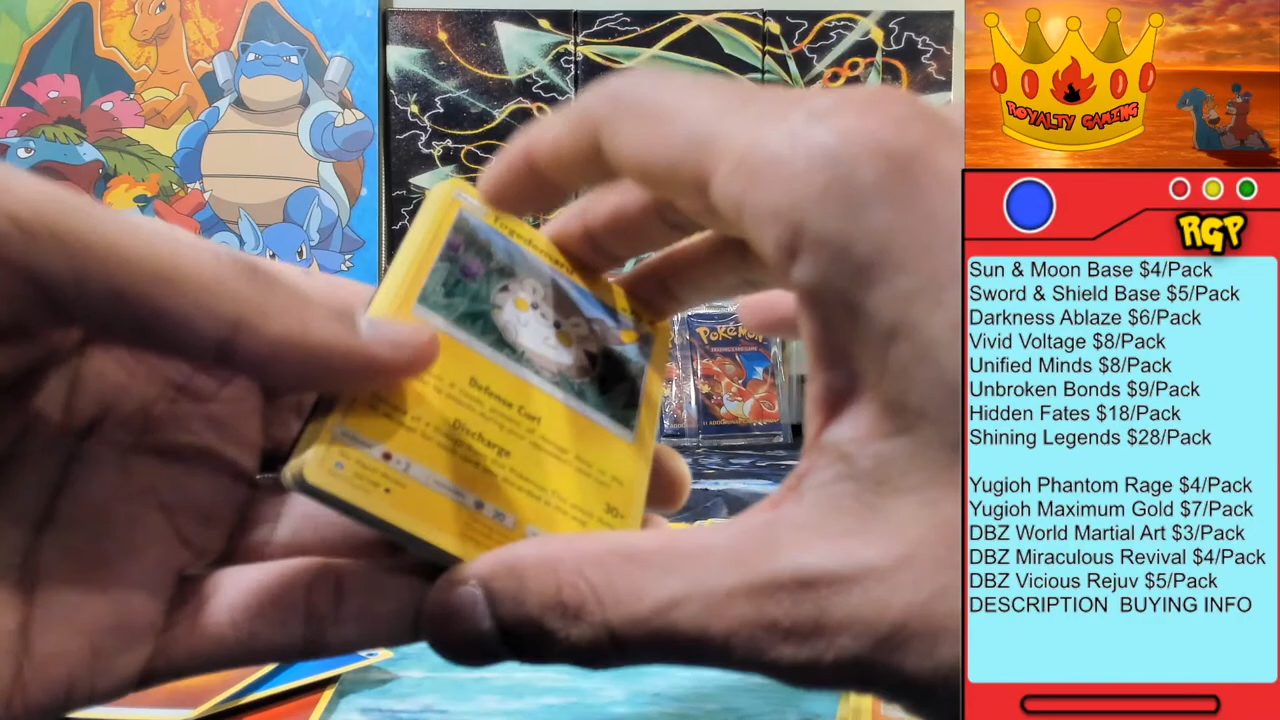 ROYALTY GAMING
RGP
Togedemaru
Defense Curl
Discharge
30×
POKéMON
Sun & Moon Base $4/Pack
Sword & Shield Base $5/Pack
Darkness Ablaze $6/Pack
Vivid Voltage $8/Pack
Unified Minds $8/Pack
Unbroken Bonds $9/Pack
Hidden Fates $18/Pack
Shining Legends $28/Pack
Yugioh Phantom Rage $4/Pack
Yugioh Maximum Gold $7/Pack
DBZ World Martial Art $3/Pack
DBZ Miraculous Revival $4/Pack
DBZ Vicious Rejuv $5/Pack
DESCRIPTION BUYING INFO